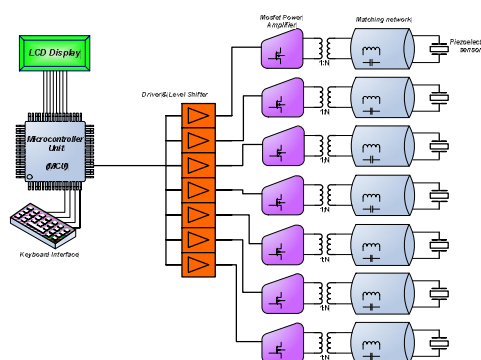 Mosfet Power
Amplifier
Matching network
Piezoelect
sensor
LCD Display
1:N
Driver&(Level Shifter
1:N
Microcontroller
Unit
(MCU)
1:N
1:N
Keyboard Interface
1:N
1:N
1:N